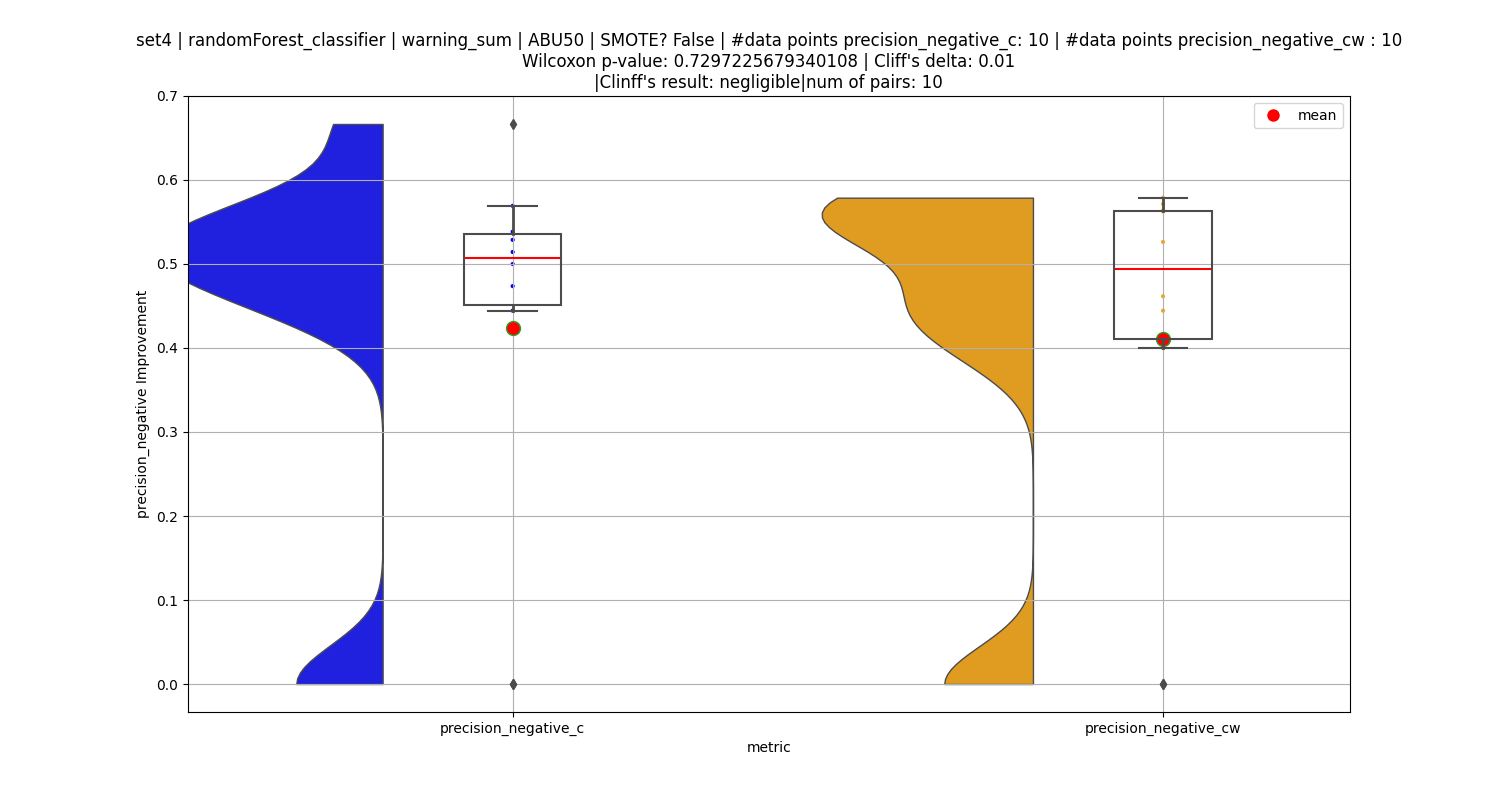 set4 | randomForest_classifier | warning_sum | ABU50 | SMOTE? False | #data points precision_negative_c: 10 | #data points precision_negative_cw : 10
Wilcoxon p-value: 0.7297225679340108 | Cliff's delta: 0.01
|Clinff's result: negligible|num of pairs: 10
mean
0.7
0.6
0.5
0.4
0.3
0.2
0.1
0.0
precision_negative Improvement
precision_negative_c
precision_negative_cw
metric